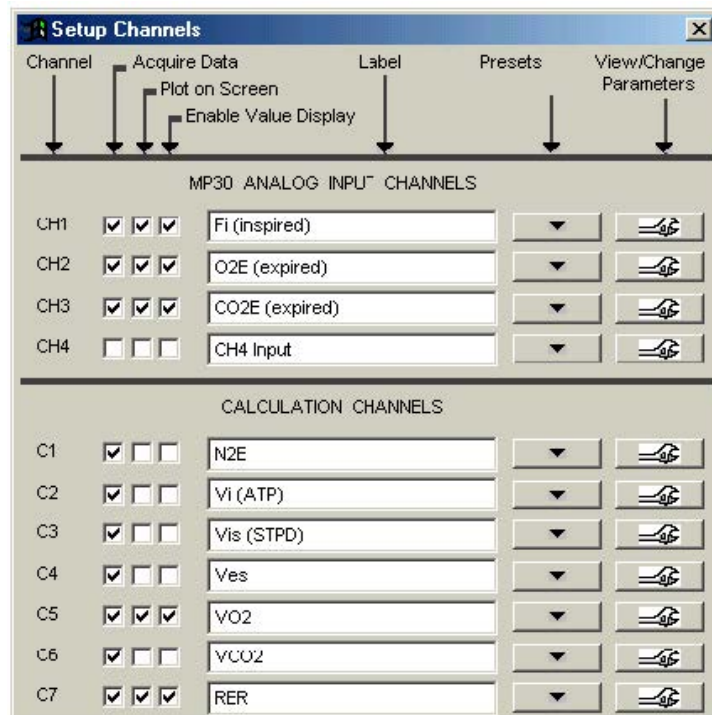 Setup Channels
Channel Acquire Data Label Presets View/Change
Plot on Screen Parameters
Enable Value Display
MP30 ANALOG INPUT CHANNELS
CH1 Fi (inspired)
CH2 O2E (expired)
CH3 CO2E (expired)
CH4 CH4 Input
CALCULATION CHANNELS
C1 N2E
C2 Vi (ATP)
C3 Vis (STPD)
C4 Ves
C5 VO2
C6 VCO2
C7 RER